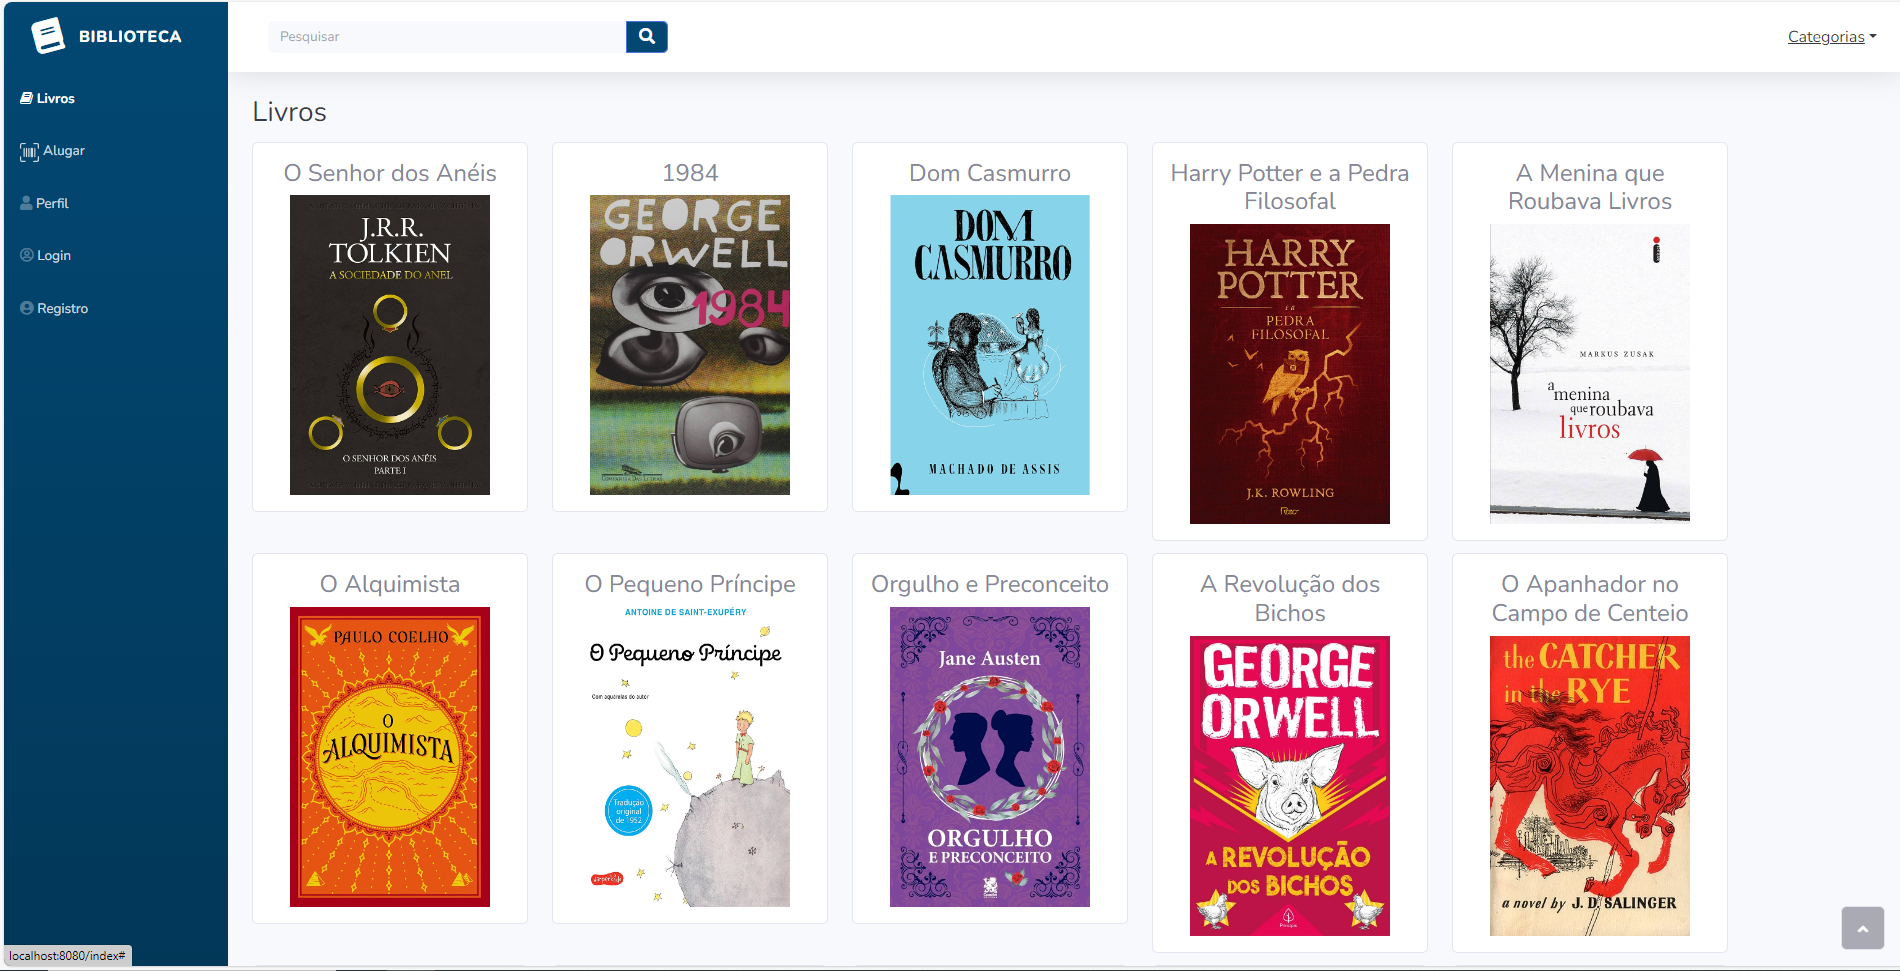 BIBLIOTECA
Pesquisar
Categorias
Livros
Alugar
Perfil
Login
Registro
Livros
O Senhor dos Anéis
J.R.R.
TOLKIEN
A SOCIEDADE DO ANEL
O SENHOR DOS ANÉIS
PARTE I
1984
GEORGE
ORWELL
1984
COMPANHIA DAS LETRAS
Dom Casmurro
DOM
CASMURRO
MACHADO DE ASSIS
Harry Potter e a Pedra
Filosofal
HARRY
POTTER
e a
PEDRA
FILOSOFAL
J.K. ROWLING
A Menina que
Roubava Livros
MARKUS ZUSAK
a
menina
que roubava
livros
O Alquimista
PAULO COELHO
O
ALQUIMISTA
O Pequeno Príncipe
ANTOINE DE SAINT-EXUPÉRY
O Pequeno Príncipe
Com aquarelas do autor
Tradução
original
de 1952
Orgulho e Preconceito
Jane Austen
ORGULHO
E PRECONCEITO
A Revolução dos
Bichos
GEORGE
ORWELL
A REVOLUÇÃO
DOS BICHOS
Principis
O Apanhador no
Campo de Centeio
the CATCHER
in the RYE
a novel by J. D. SALINGER
localhost:8080/index#